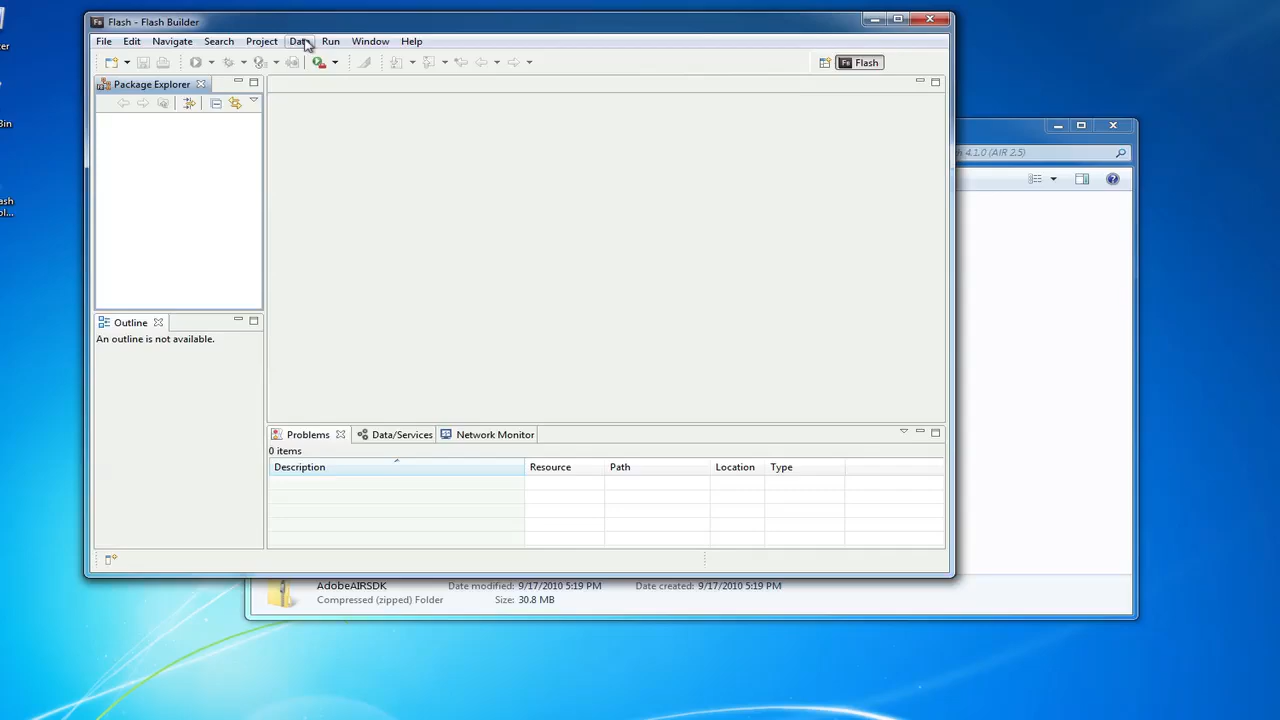 Flash - Flash Builder
File Edit Navigate Search Project Run Window Help
Flash
Package Explorer
4.1.0 (AIR 2.5)
Bin
Outline
An outline is not available.
Problems Data/Services Network Monitor
0 items
Description Resource Path Location Type
AdobeAIRSDK Date modified: 9/17/2010 5:19 PM Date created: 9/17/2010 5:19 PM
Compressed (zipped) Folder Size: 30.8 MB